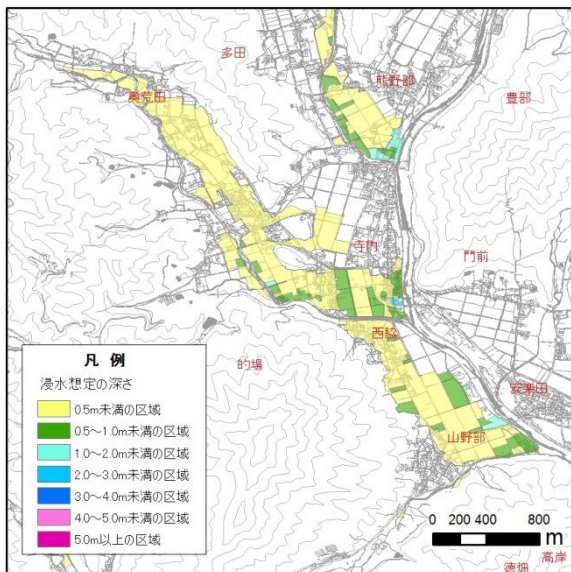 多田
熊野部
奥荒田
豊部
寺内
門前
西脇
的場
安楽田
山野部
徳畑
高岸
凡 例
浸水想定の深さ
0.5m未満の区域
0.5～1.0m未満の区域
1.0～2.0m未満の区域
2.0～3.0m未満の区域
3.0～4.0m未満の区域
4.0～5.0m未満の区域
5.0m以上の区域
0 200 400 800
m